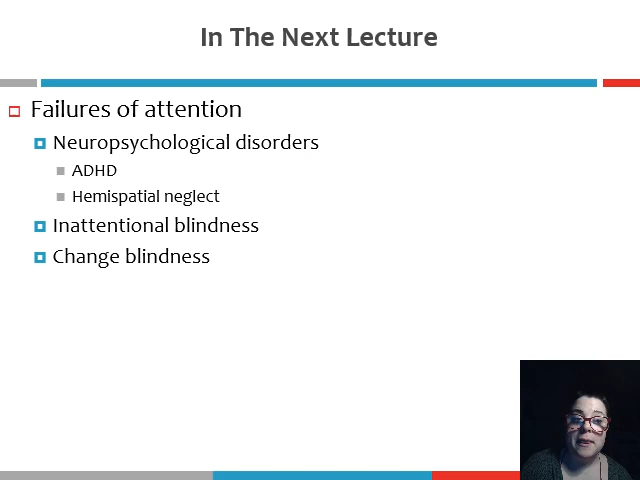 In The Next Lecture
Failures of attention
Neuropsychological disorders
ADHD
Hemispatial neglect
Inattentional blindness
Change blindness